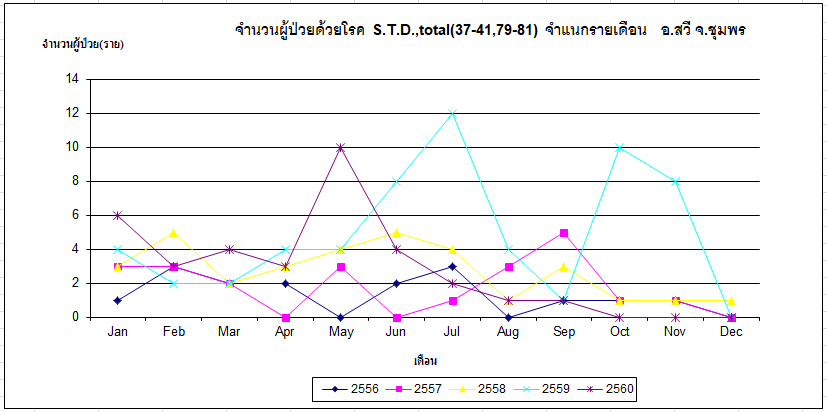 จำนวนผู้ป่วยด้วยโรค S.T.D.,total(37-41,79-81) จำแนกรายเดือน อ.สวี จ.ชุมพร
จำนวนผู้ป่วย(ราย)
14
12
10
8
6
4
2
0
Jan Feb Mar Apr May Jun Jul Aug Sep Oct Nov Dec
เดือน
2556 2557 2558 2559 2560